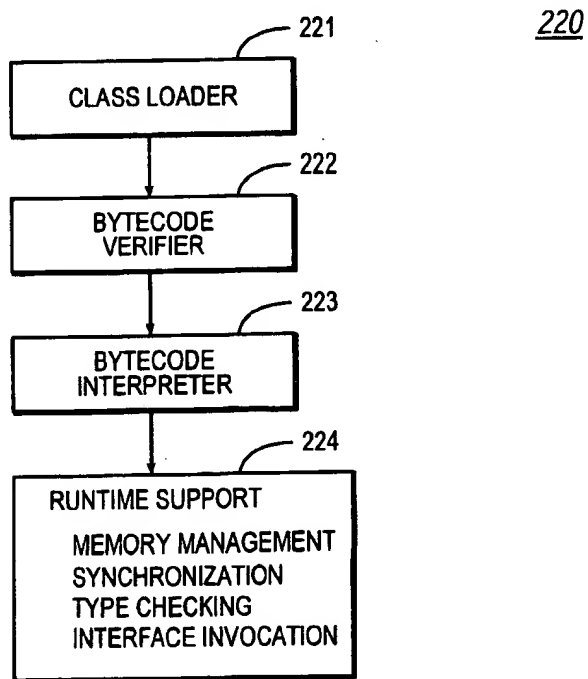 220
221
CLASS LOADER
222
BYTECODE
VERIFIER
223
BYTECODE
INTERPRETER
224
RUNTIME SUPPORT
MEMORY MANAGEMENT
SYNCHRONIZATION
TYPE CHECKING
INTERFACE INVOCATION